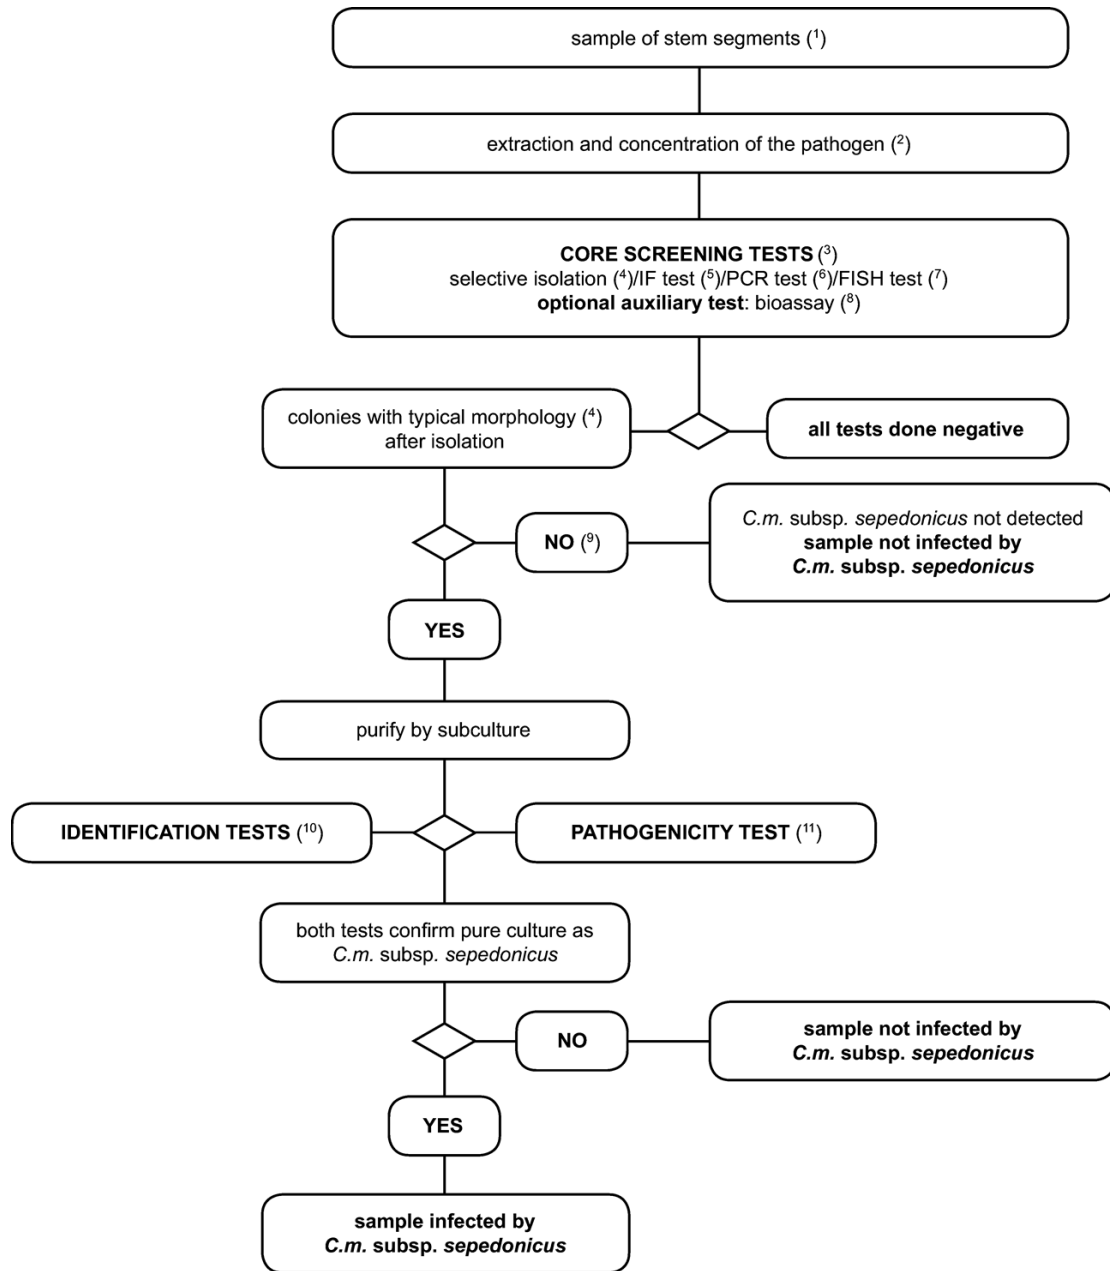 sample of stem segments (¹)
extraction and concentration of the pathogen (²)
CORE SCREENING TESTS (³)
selective isolation (⁴)/IF test (⁵)/PCR test (⁶)/FISH test (⁷)
optional auxiliary test: bioassay (⁸)
colonies with typical morphology (⁴)
after isolation
all tests done negative
NO (⁹)
C.m. subsp. sepedonicus not detected
sample not infected by
C.m. subsp. sepedonicus
YES
purify by subculture
IDENTIFICATION TESTS (¹⁰)
PATHOGENICITY TEST (¹¹)
both tests confirm pure culture as
C.m. subsp. sepedonicus
NO
sample not infected by
C.m. subsp. sepedonicus
YES
sample infected by
C.m. subsp. sepedonicus